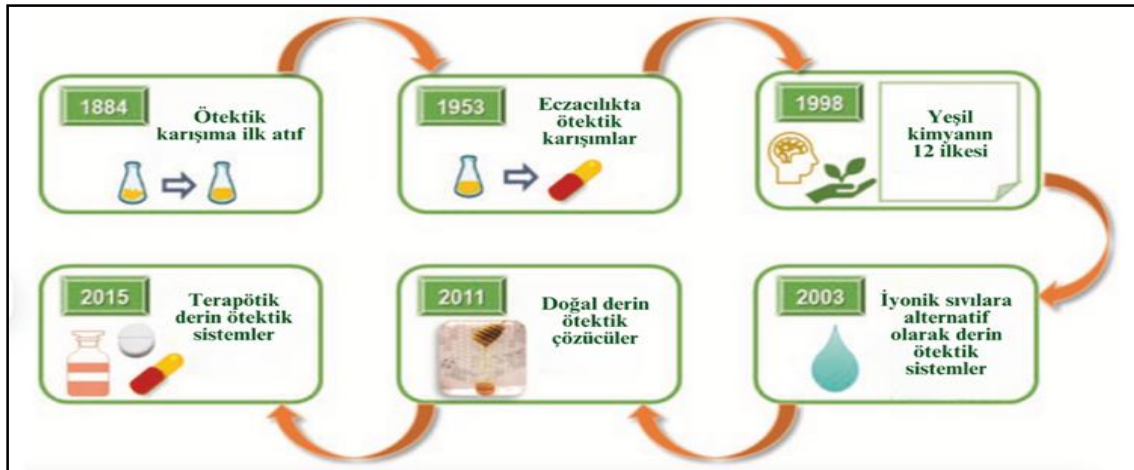 1884
Ötektik
karışıma ilk atıf
1953
Eczacılıkta
ötektik
karışımlar
1998
Yeşil
kimyanın
12 ilkesi
2003
İyonik sıvılara
alternatif
olarak derin
ötektik
sistemler
2011
Doğal derin
ötektik
çözücüler
2015
Terapötik
derin ötektik
sistemler